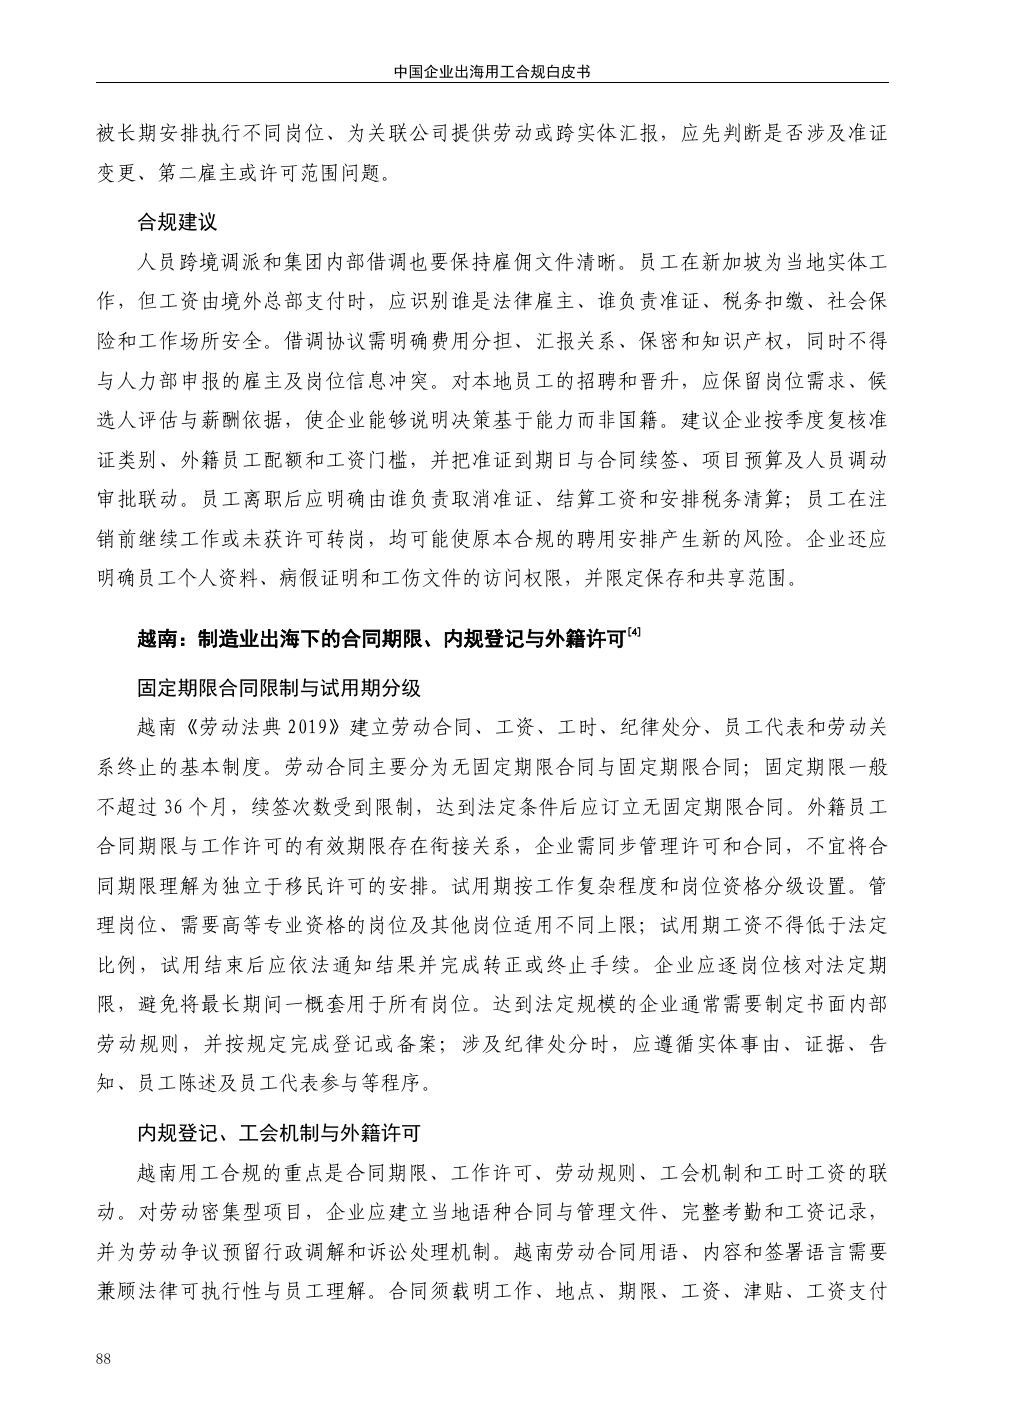 中国企业出海用工合规白皮书
被长期安排执行不同岗位、为关联公司提供劳动或跨实体汇报，应先判断是否涉及准证
变更、第二雇主或许可范围问题。
合规建议
人员跨境调派和集团内部借调也要保持雇佣文件清晰。员工在新加坡为当地实体工
作，但工资由境外总部支付时，应识别谁是法律雇主、谁负责准证、税务扣缴、社会保
险和工作场所安全。借调协议需明确费用分担、汇报关系、保密和知识产权，同时不得
与人力部申报的雇主及岗位信息冲突。对本地员工的招聘和晋升，应保留岗位需求、候
选人评估与薪酬依据，使企业能够说明决策基于能力而非国籍。建议企业按季度复核准
证类别、外籍员工配额和工资门槛，并把准证到期日与合同续签、项目预算及人员调动
审批联动。员工离职后应明确由谁负责取消准证、结算工资和安排税务清算；员工在注
销前继续工作或未获许可转岗，均可能使原本合规的聘用安排产生新的风险。企业还应
明确员工个人资料、病假证明和工伤文件的访问权限，并限定保存和共享范围。
越南：制造业出海下的合同期限、内规登记与外籍许可[4]
固定期限合同限制与试用期分级
越南《劳动法典 2019》建立劳动合同、工资、工时、纪律处分、员工代表和劳动关
系终止的基本制度。劳动合同主要分为无固定期限合同与固定期限合同；固定期限一般
不超过 36 个月，续签次数受到限制，达到法定条件后应订立无固定期限合同。外籍员工
合同期限与工作许可的有效期限存在衔接关系，企业需同步管理许可和合同，不宜将合
同期限理解为独立于移民许可的安排。试用期按工作复杂程度和岗位资格分级设置。管
理岗位、需要高等专业资格的岗位及其他岗位适用不同上限；试用期工资不得低于法定
比例，试用结束后应依法通知结果并完成转正或终止手续。企业应逐岗位核对法定期
限，避免将最长期间一概套用于所有岗位。达到法定规模的企业通常需要制定书面内部
劳动规则，并按规定完成登记或备案；涉及纪律处分时，应遵循实体事由、证据、告
知、员工陈述及员工代表参与等程序。
内规登记、工会机制与外籍许可
越南用工合规的重点是合同期限、工作许可、劳动规则、工会机制和工时工资的联
动。对劳动密集型项目，企业应建立当地语种合同与管理文件、完整考勤和工资记录，
并为劳动争议预留行政调解和诉讼处理机制。越南劳动合同用语、内容和签署语言需要
兼顾法律可执行性与员工理解。合同须载明工作、地点、期限、工资、津贴、工资支付
88